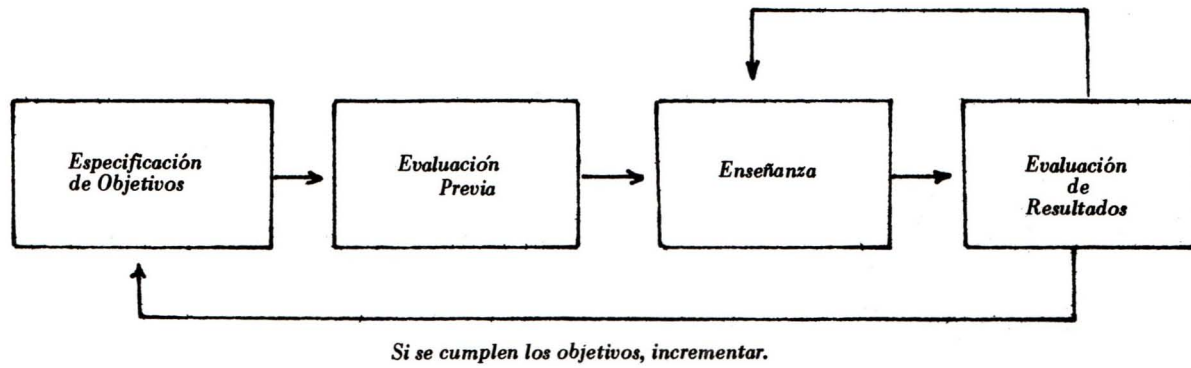 Especificación
de Objetivos
Evaluación
Previa
Enseñanza
Evaluación
de
Resultados
Si se cumplen los objetivos, incrementar.